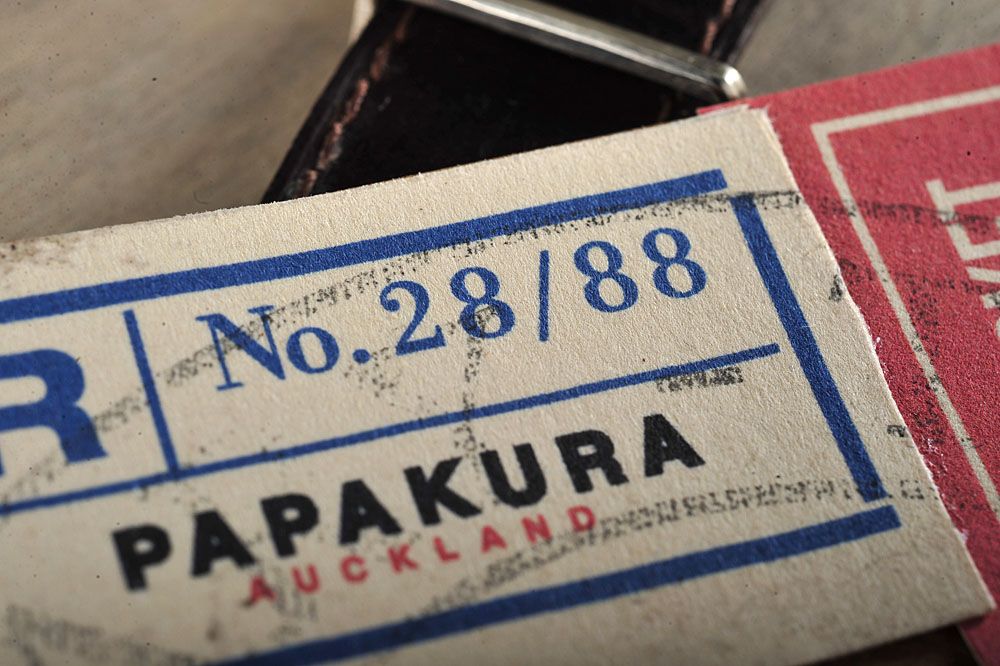 R
No. 28/88
PAPAKURA
AUCKLAND